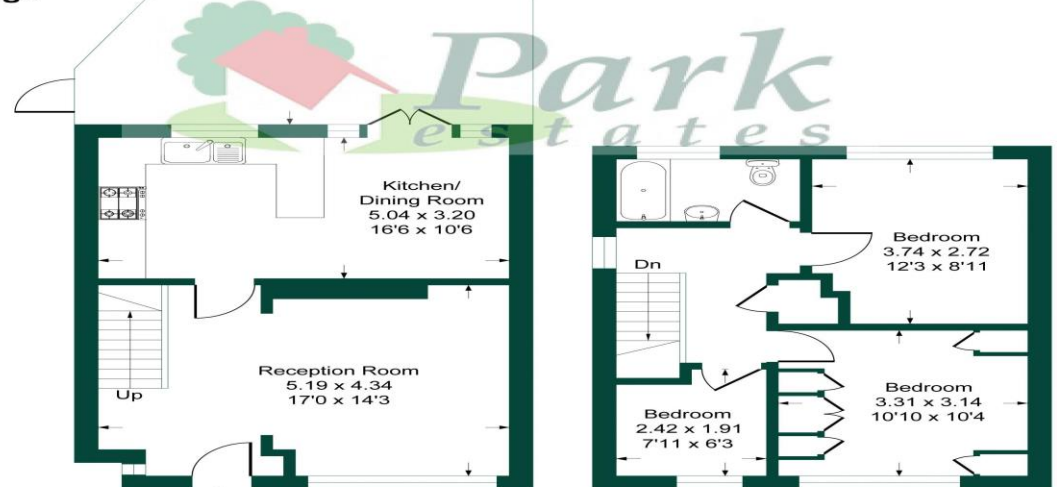 Park
estates
Kitchen/
Dining Room
5.04 x 3.20
16'6 x 10'6
Up
Reception Room
5.19 x 4.34
17'0 x 14'3
Dn
Bedroom
3.74 x 2.72
12'3 x 8'11
Bedroom
3.31 x 3.14
10'10 x 10'4
Bedroom
2.42 x 1.91
7'11 x 6'3